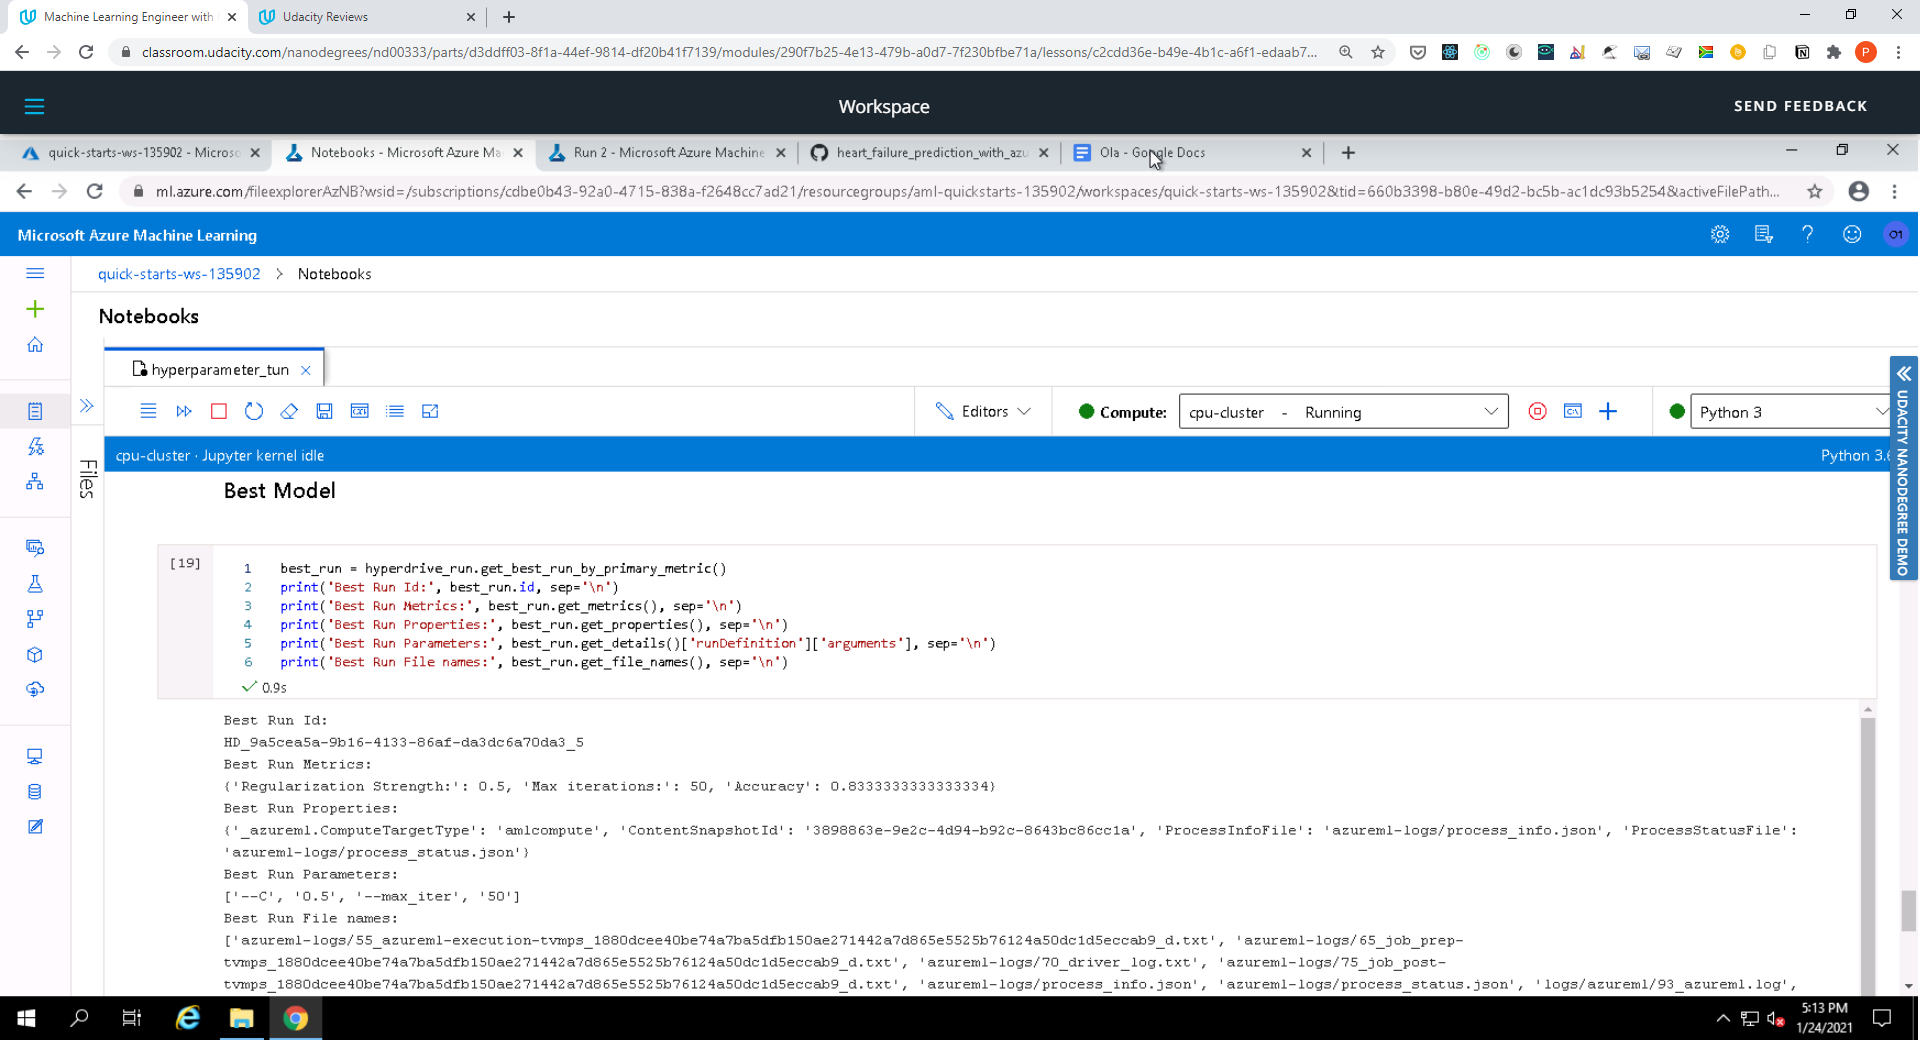 Machine Learning Engineer with
Udacity Reviews
classroom.udacity.com/nanodegrees/nd00333/parts/d3ddff03-8f1a-44ef-9814-df20b41f7139/modules/290f7b25-4e13-479b-a0d7-7f230bfbe71a/lessons/c2cdd36e-b49e-4b1c-a6f1-edaab7...
P
Workspace
SEND FEEDBACK
quick-starts-ws-135902 - Microso
Notebooks - Microsoft Azure Ma
Run 2 - Microsoft Azure Machine
heart_failure_prediction_with_azu
Ola - Google Docs
ml.azure.com/fileexplorerAzNB?wsid=/subscriptions/cdbe0b43-92a0-4715-838a-f2648cc7ad21/resourcegroups/aml-quickstarts-135902/workspaces/quick-starts-ws-135902&tid=660b3398-b80e-49d2-bc5b-ac1dc93b5254&activeFilePath...
Microsoft Azure Machine Learning
O1
quick-starts-ws-135902 > Notebooks
Notebooks
hyperparameter_tun
Editors
Compute:
cpu-cluster - Running
Python 3
UDACITY NANODEGREE DEMO
Files
cpu-cluster · Jupyter kernel idle
Python 3.6
Best Model
[19]
1 best_run = hyperdrive_run.get_best_run_by_primary_metric()
2 print('Best Run Id:', best_run.id, sep='\n')
3 print('Best Run Metrics:', best_run.get_metrics(), sep='\n')
4 print('Best Run Properties:', best_run.get_properties(), sep='\n')
5 print('Best Run Parameters:', best_run.get_details()['runDefinition']['arguments'], sep='\n')
6 print('Best Run File names:', best_run.get_file_names(), sep='\n')
0.9s
Best Run Id:
HD_9a5cea5a-9b16-4133-86af-da3dc6a70da3_5
Best Run Metrics:
{'Regularization Strength:': 0.5, 'Max iterations:': 50, 'Accuracy': 0.8333333333333334}
Best Run Properties:
{'_azureml.ComputeTargetType': 'amlcompute', 'ContentSnapshotId': '3898863e-9e2c-4d94-b92c-8643bc86cc1a', 'ProcessInfoFile': 'azureml-logs/process_info.json', 'ProcessStatusFile':
'azureml-logs/process_status.json'}
Best Run Parameters:
['--C', '0.5', '--max_iter', '50']
Best Run File names:
['azureml-logs/55_azureml-execution-tvmps_1880dcee40be74a7ba5dfb150ae271442a7d865e5525b76124a50dc1d5eccab9_d.txt', 'azureml-logs/65_job_prep-
tvmps_1880dcee40be74a7ba5dfb150ae271442a7d865e5525b76124a50dc1d5eccab9_d.txt', 'azureml-logs/70_driver_log.txt', 'azureml-logs/75_job_post-
tvmps_1880dcee40be74a7ba5dfb150ae271442a7d865e5525b76124a50dc1d5eccab9_d.txt', 'azureml-logs/process_info.json', 'azureml-logs/process_status.json', 'logs/azureml/93_azureml.log',
5:13 PM
1/24/2021